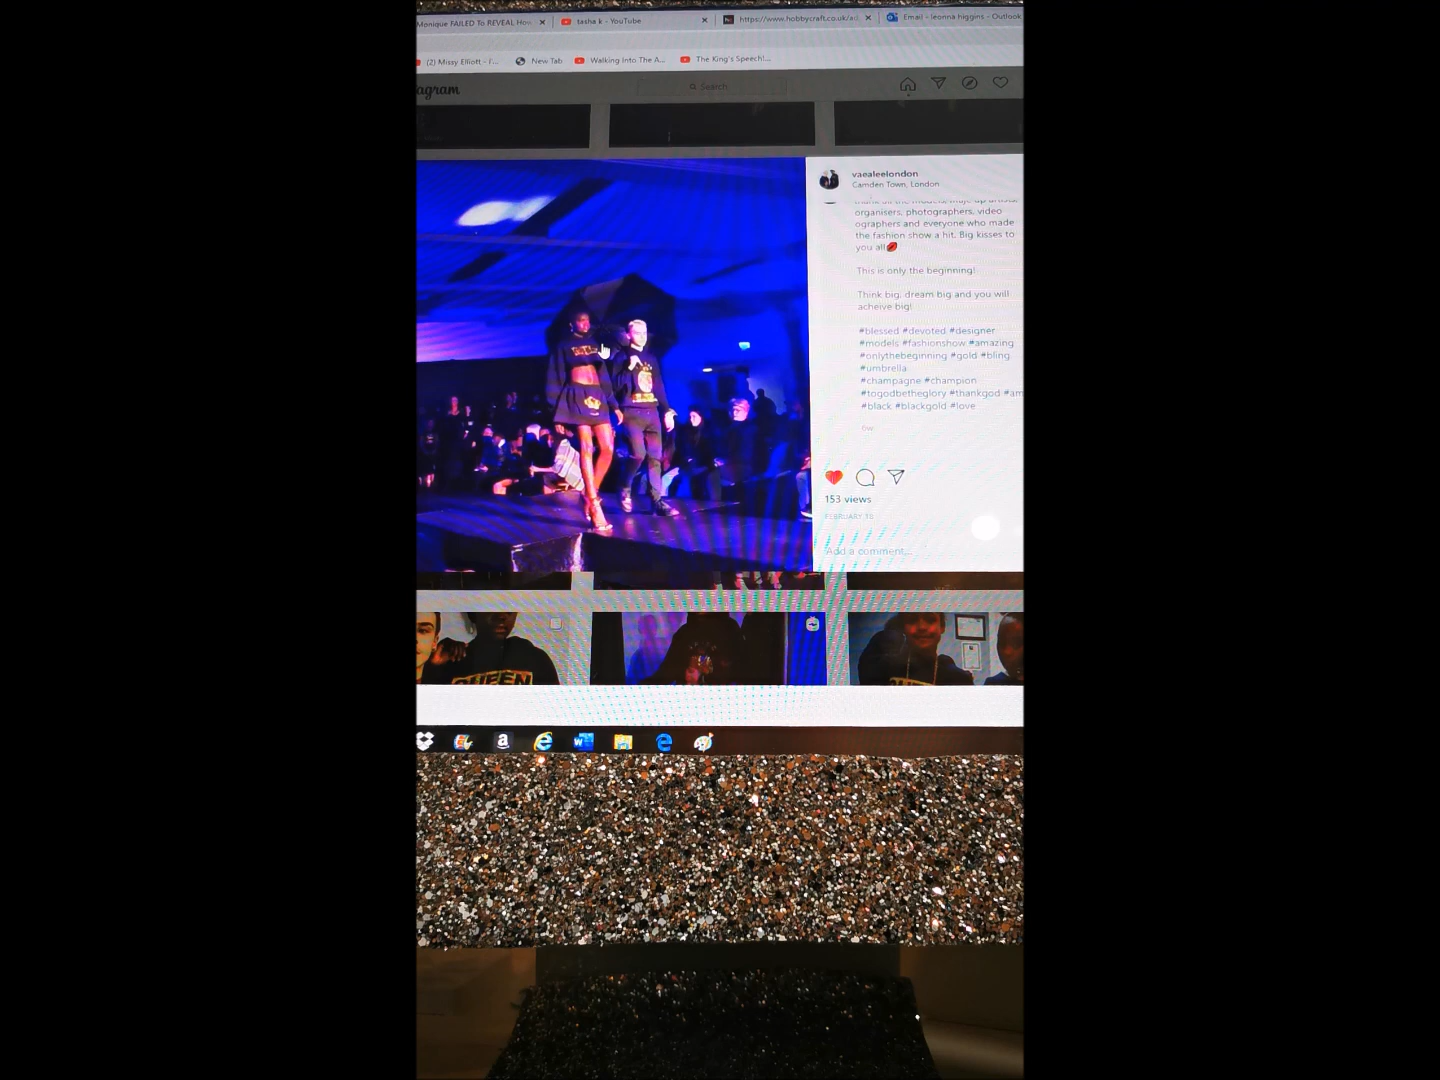 Monique FAILED To REVEAL How
tasha k - YouTube
https://www.hobbycraft.co.uk/ad
Email - leonna higgins - Outlook
(2) Missy Elliott - I'...
New Tab
Walking Into The A...
The King's Speech!...
agram
Search
vaealeelondon
Camden Town, London
organisers, photographers, video
ographers and everyone who made
the fashion show a hit. Big kisses to
you all💋
This is only the beginning!
Think big, dream big and you will
acheive big!
#blessed #devoted #designer
#models #fashionshow #amazing
#onlythebeginning #gold #bling
#umbrella
#champagne #champion
#togodbetheglory #thankgod #am
#black #blackgold #love
153 views
FEBRUARY 15
Add a comment...
QUEEN